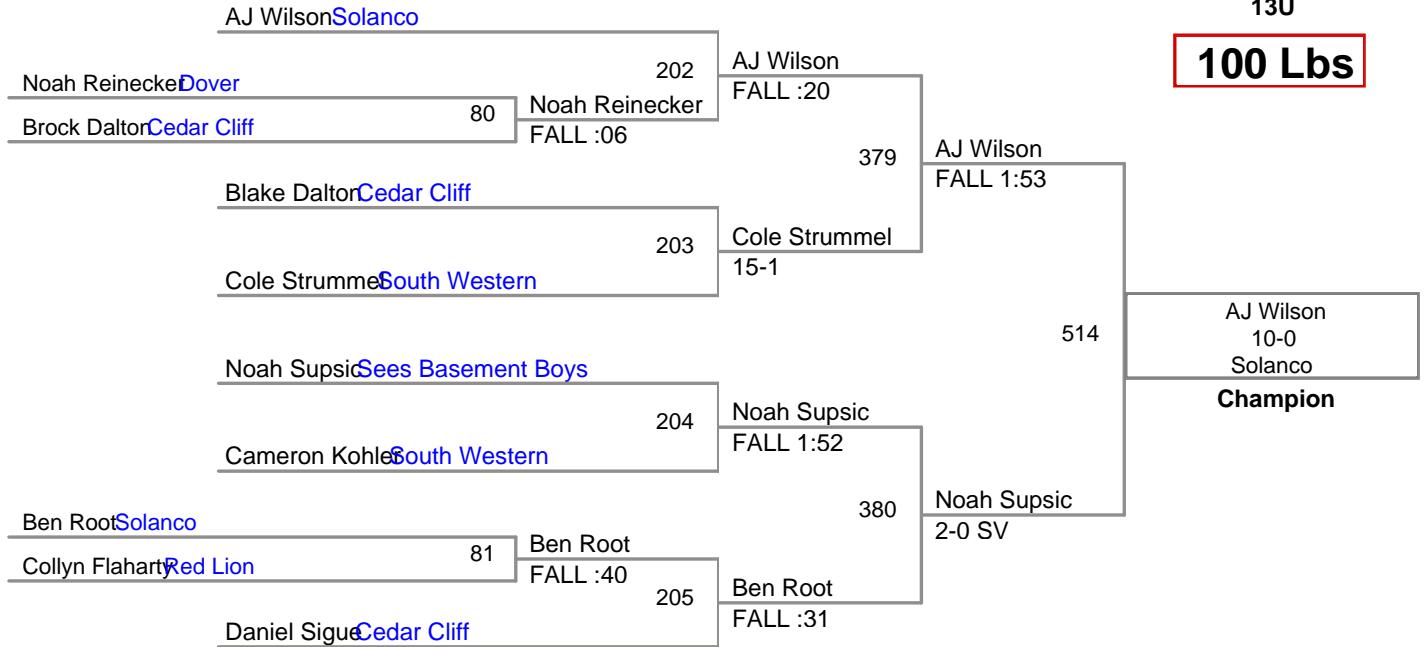 13U
100 Lbs
AJ Wilson Solanco
Noah Reinecker Dover
Brock Dalton Cedar Cliff
80
Noah Reinecker
FALL :06
202
AJ Wilson
FALL :20
Blake Dalton Cedar Cliff
Cole Strummel South Western
203
Cole Strummel
15-1
379
AJ Wilson
FALL 1:53
Noah Supsic Sees Basement Boys
Cameron Kohler South Western
204
Noah Supsic
FALL 1:52
Ben Root Solanco
Collyn Flaharty Red Lion
81
Ben Root
FALL :40
Daniel Sigue Cedar Cliff
205
Ben Root
FALL :31
380
Noah Supsic
2-0 SV
514
AJ Wilson
10-0
Solanco
Champion